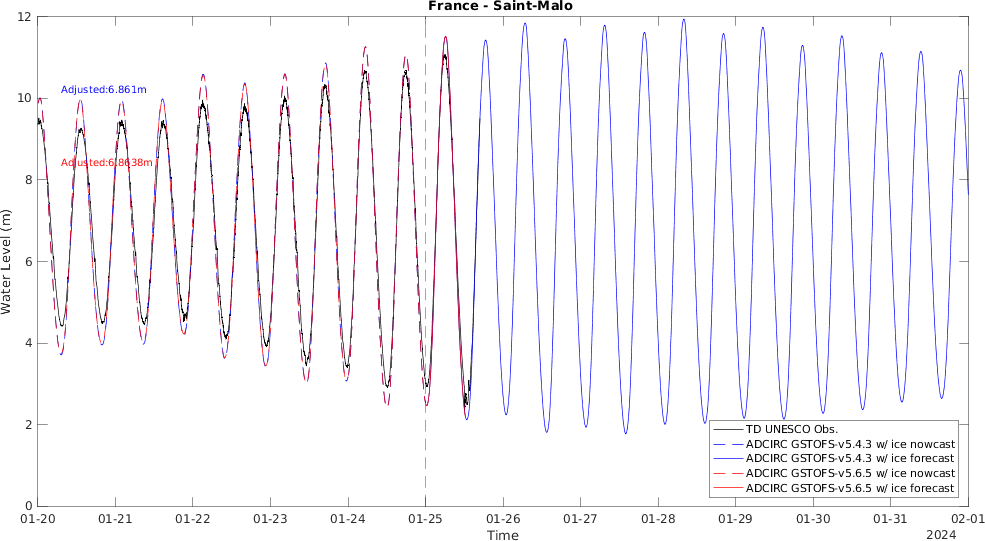 France - Saint-Malo
12
10
8
6
4
2
0
Water Level (m)
Adjusted:6.861m
Adjusted:6.8638m
TD UNESCO Obs.
ADCIRC GSTOFS-v5.4.3 w/ ice nowcast
ADCIRC GSTOFS-v5.4.3 w/ ice forecast
ADCIRC GSTOFS-v5.6.5 w/ ice nowcast
ADCIRC GSTOFS-v5.6.5 w/ ice forecast
01-20 01-21 01-22 01-23 01-24 01-25 01-26 01-27 01-28 01-29 01-30 01-31 02-01
Time
2024